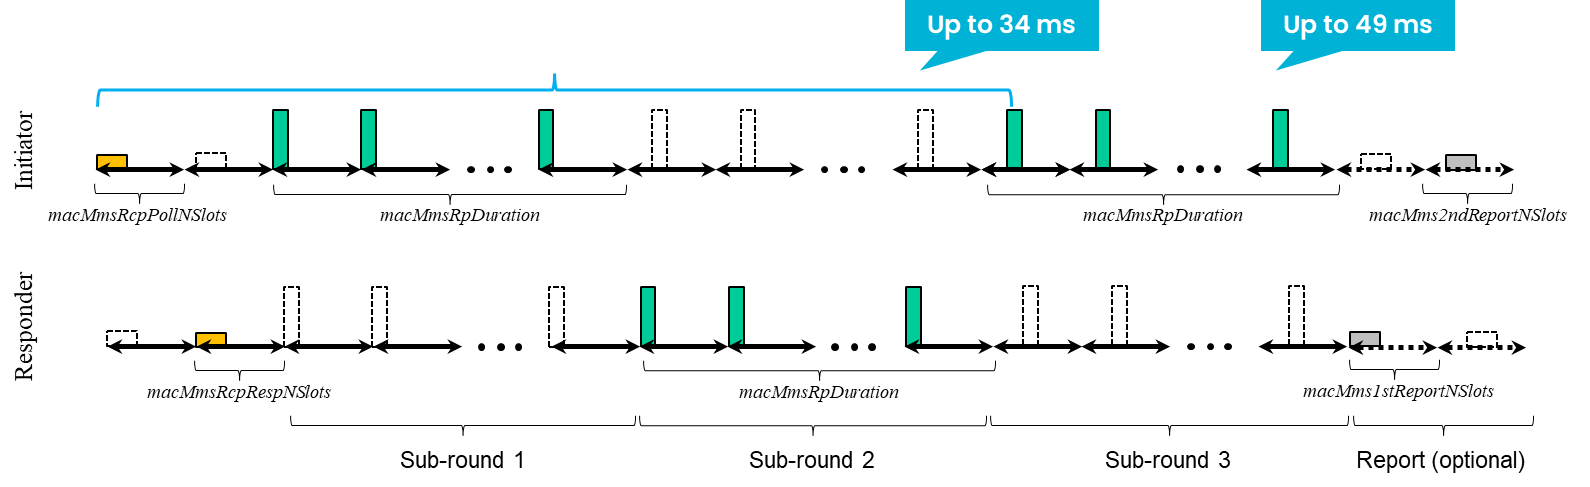 Up to 34 ms
Up to 49 ms
Initiator
macMmsRcpPollNSlots
macMmsRpDuration
macMmsRpDuration
macMms2ndReportNSlots
Responder
macMmsRcpRespNSlots
macMmsRpDuration
macMms1stReportNSlots
Sub-round 1
Sub-round 2
Sub-round 3
Report (optional)